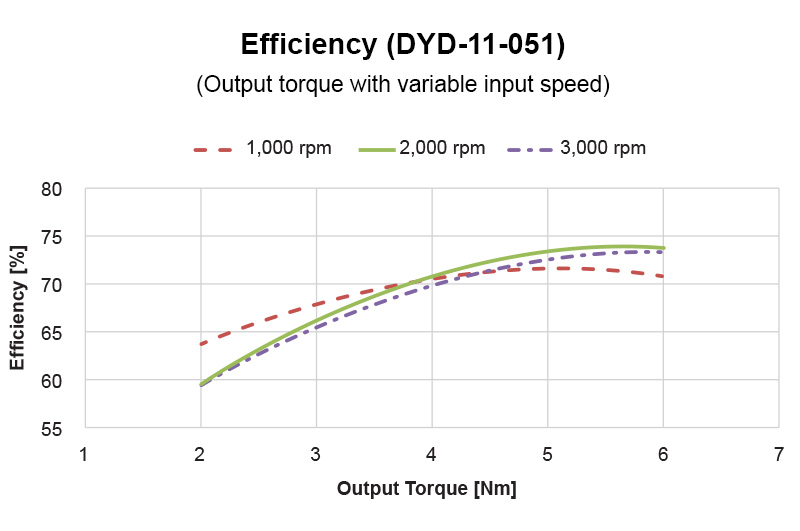 Efficiency (DYD-11-051)
(Output torque with variable input speed)
1,000 rpm 2,000 rpm 3,000 rpm
80
75
70
65
60
55
Efficiency [%]
1 2 3 4 5 6 7
Output Torque [Nm]